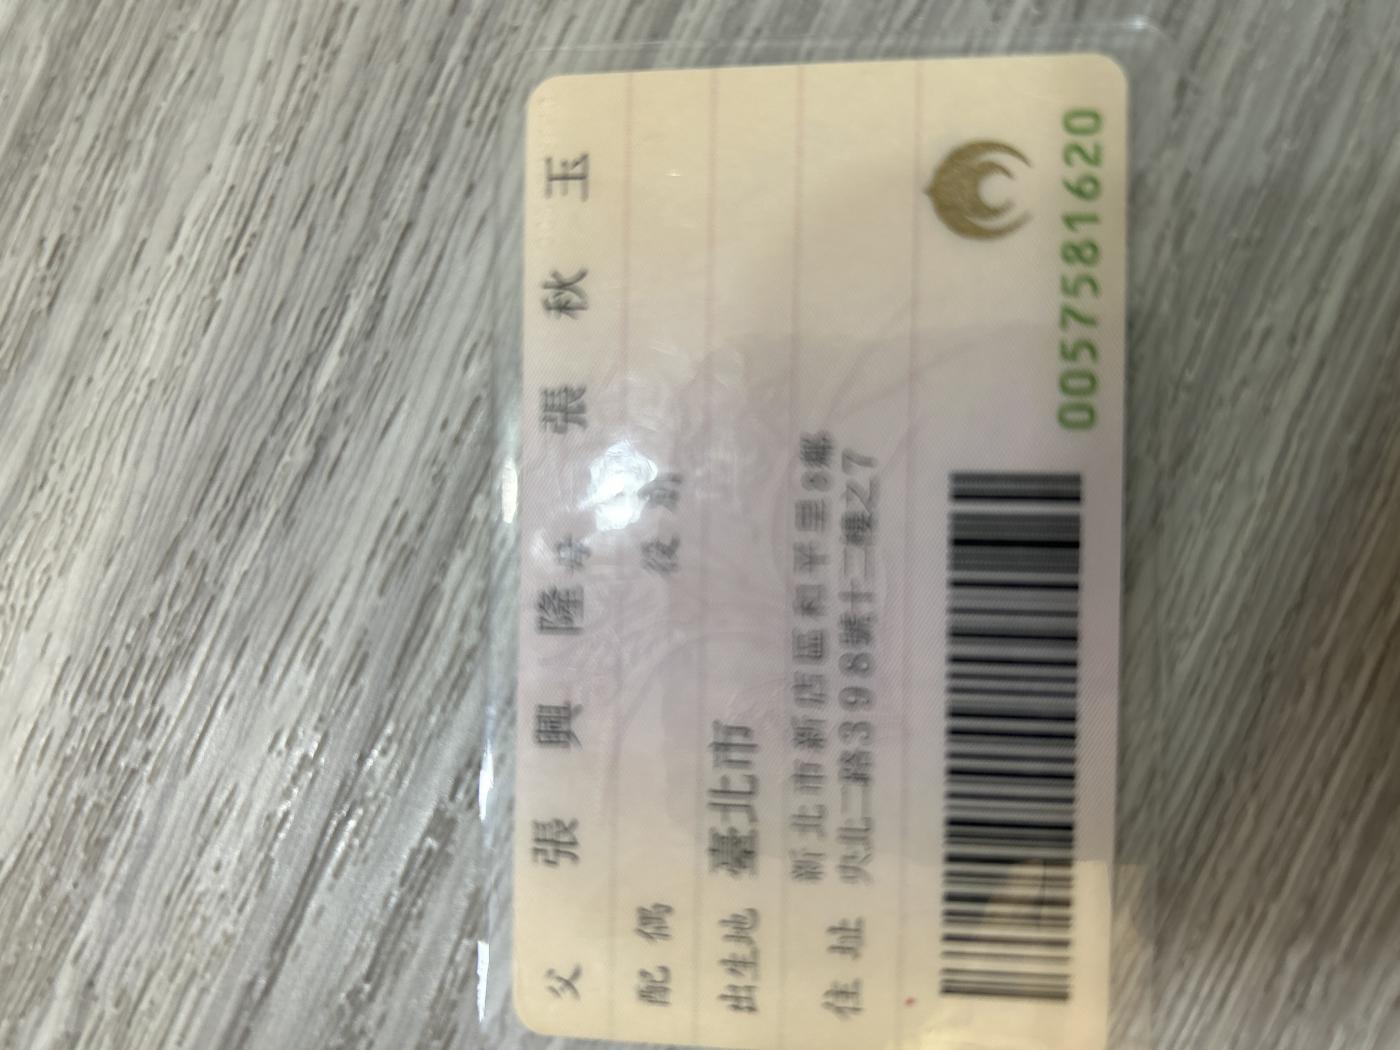 父 張 興 隆 母 張 秋 玉
配偶 役別
出生地 臺北市
住址 新北市新店區和平里8鄰
央北二路398號十二樓之7
0057581620